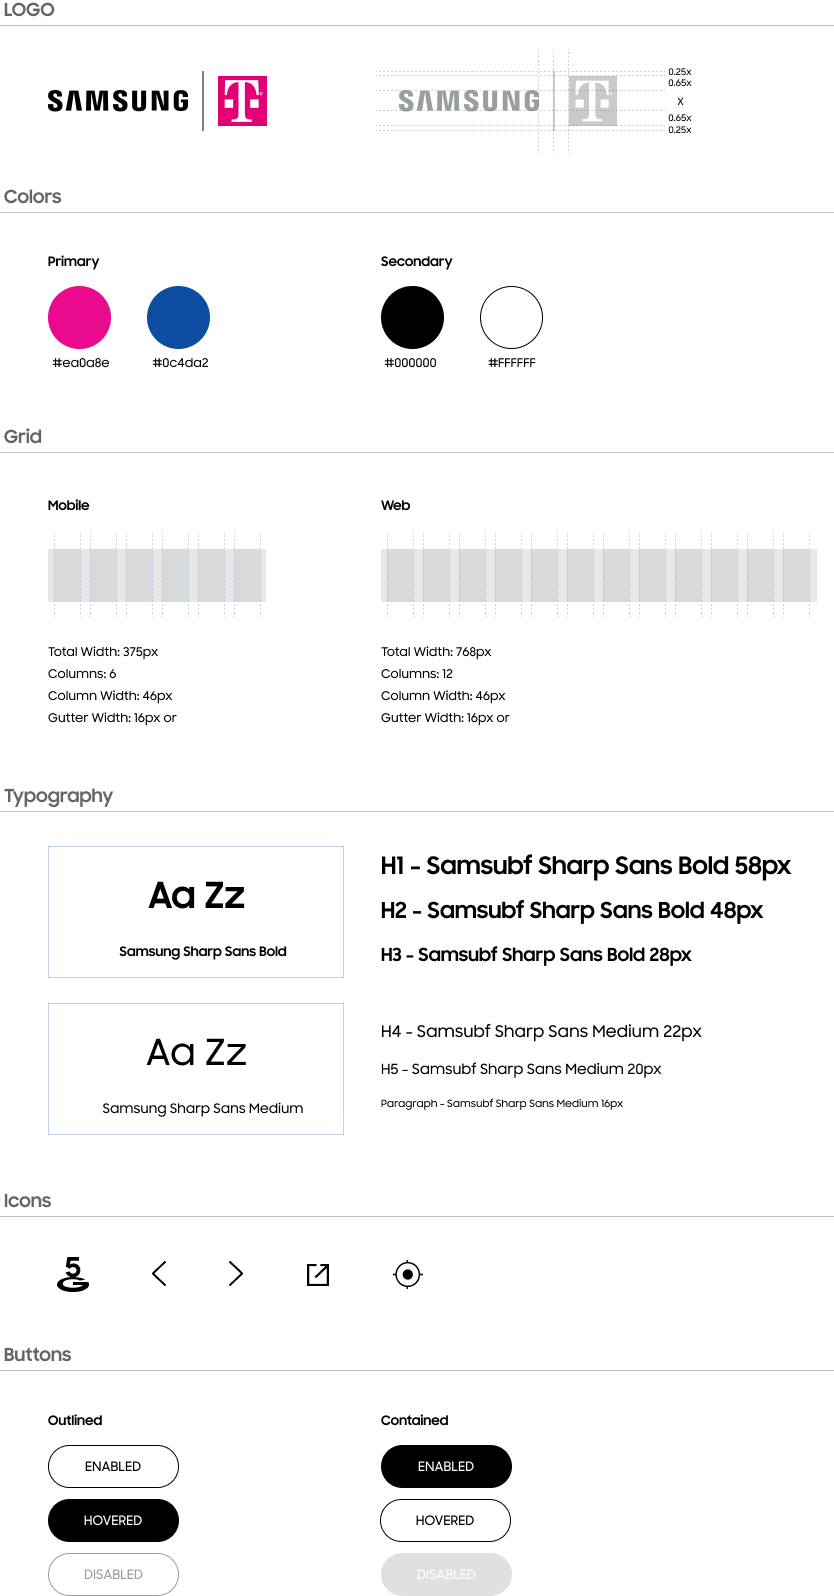 LOGO
SAMSUNG T
SAMSUNG T
0.25x
0.65x
X
0.65x
0.25x
Colors
Primary
Secondary
#ea0a8e
#0c4da2
#000000
#FFFFFF
Grid
Mobile
Web
Total Width: 375px
Columns: 6
Column Width: 46px
Gutter Width: 16px or
Total Width: 768px
Columns: 12
Column Width: 46px
Gutter Width: 16px or
Typography
Aa Zz
Samsung Sharp Sans Bold
H1 - Samsubf Sharp Sans Bold 58px
H2 - Samsubf Sharp Sans Bold 48px
H3 - Samsubf Sharp Sans Bold 28px
Aa Zz
Samsung Sharp Sans Medium
H4 - Samsubf Sharp Sans Medium 22px
H5 - Samsubf Sharp Sans Medium 20px
Paragraph - Samsubf Sharp Sans Medium 16px
Icons
5G
Buttons
Outlined
ENABLED
HOVERED
DISABLED
Contained
ENABLED
HOVERED
DISABLED